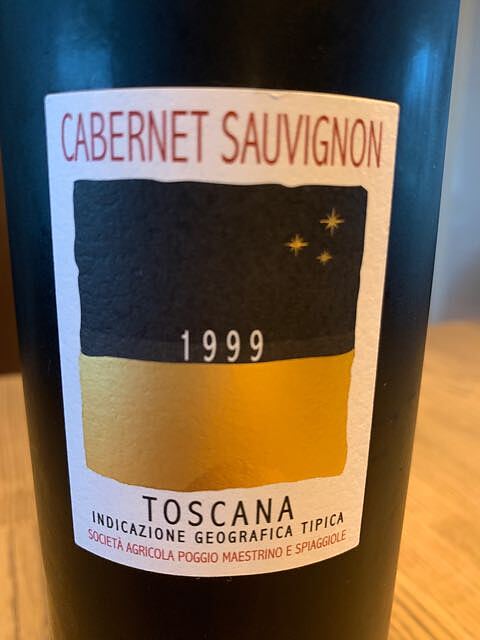 CABERNET SAUVIGNON
1999
TOSCANA
INDICAZIONE GEOGRAFICA TIPICA
SOCIETÀ AGRICOLA POGGIO MAESTRINO E SPIAGGIOLE